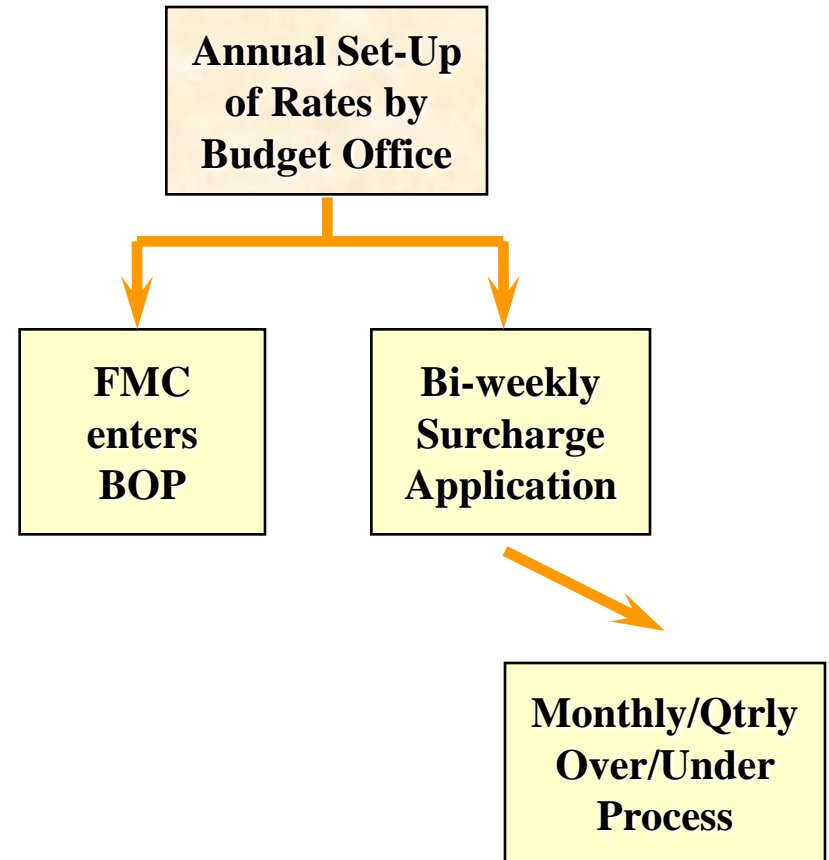 Annual Set-Up
of Rates by
Budget Office
FMC
enters
BOP
Bi-weekly
Surcharge
Application
Monthly/Qtrly
Over/Under
Process